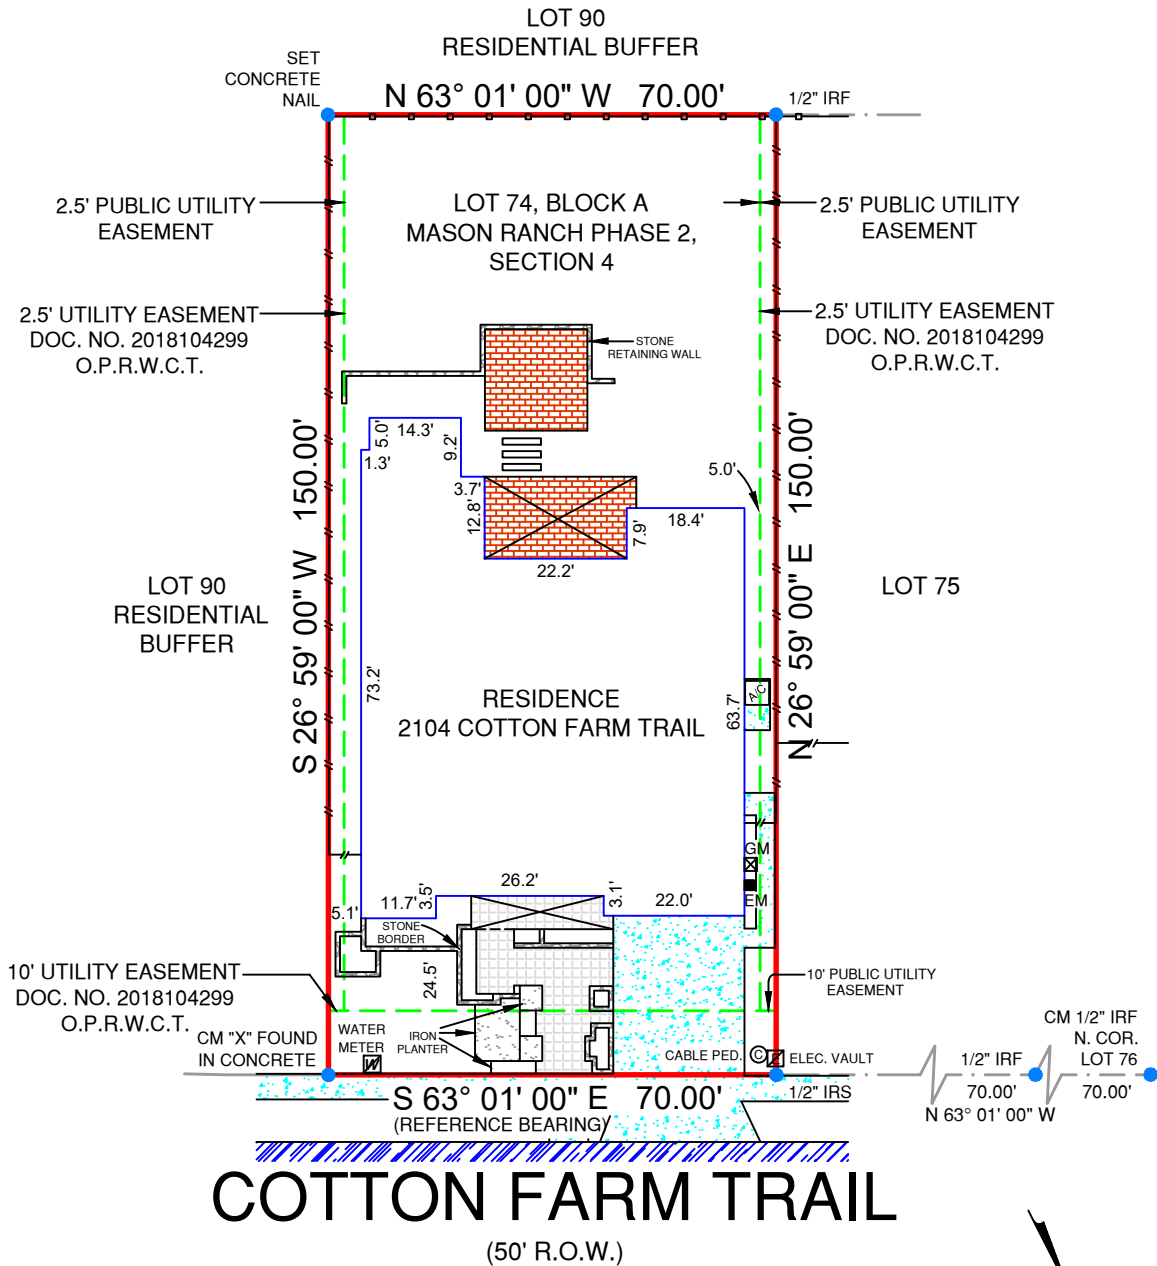 LOT 90
RESIDENTIAL BUFFER
SET
CONCRETE
NAIL
N 63° 01' 00" W 70.00'
1/2" IRF
2.5' PUBLIC UTILITY
EASEMENT
LOT 74, BLOCK A
MASON RANCH PHASE 2,
SECTION 4
2.5' PUBLIC UTILITY
EASEMENT
2.5' UTILITY EASEMENT
DOC. NO. 2018104299
O.P.R.W.C.T.
2.5' UTILITY EASEMENT
DOC. NO. 2018104299
O.P.R.W.C.T.
STONE
RETAINING WALL
S 26° 59' 00" W 150.00'
N 26° 59' 00" E 150.00'
5.0'
14.3'
9.2'
1.3'
3.7'
12.8'
22.2'
7.9'
18.4'
5.0'
LOT 90
RESIDENTIAL
BUFFER
LOT 75
73.2'
RESIDENCE
2104 COTTON FARM TRAIL
63.7'
A/C
GM
EM
5.1'
11.7'
3.5'
26.2'
3.1'
22.0'
STONE
BORDER
24.5'
10' UTILITY EASEMENT
DOC. NO. 2018104299
O.P.R.W.C.T.
10' PUBLIC UTILITY
EASEMENT
CM "X" FOUND
IN CONCRETE
WATER
METER
W
IRON
PLANTER
CABLE PED.
C
E
ELEC. VAULT
CM 1/2" IRF
N. COR.
LOT 76
1/2" IRF
70.00'
70.00'
N 63° 01' 00" W
1/2" IRS
S 63° 01' 00" E 70.00'
(REFERENCE BEARING)
COTTON FARM TRAIL
(50' R.O.W.)